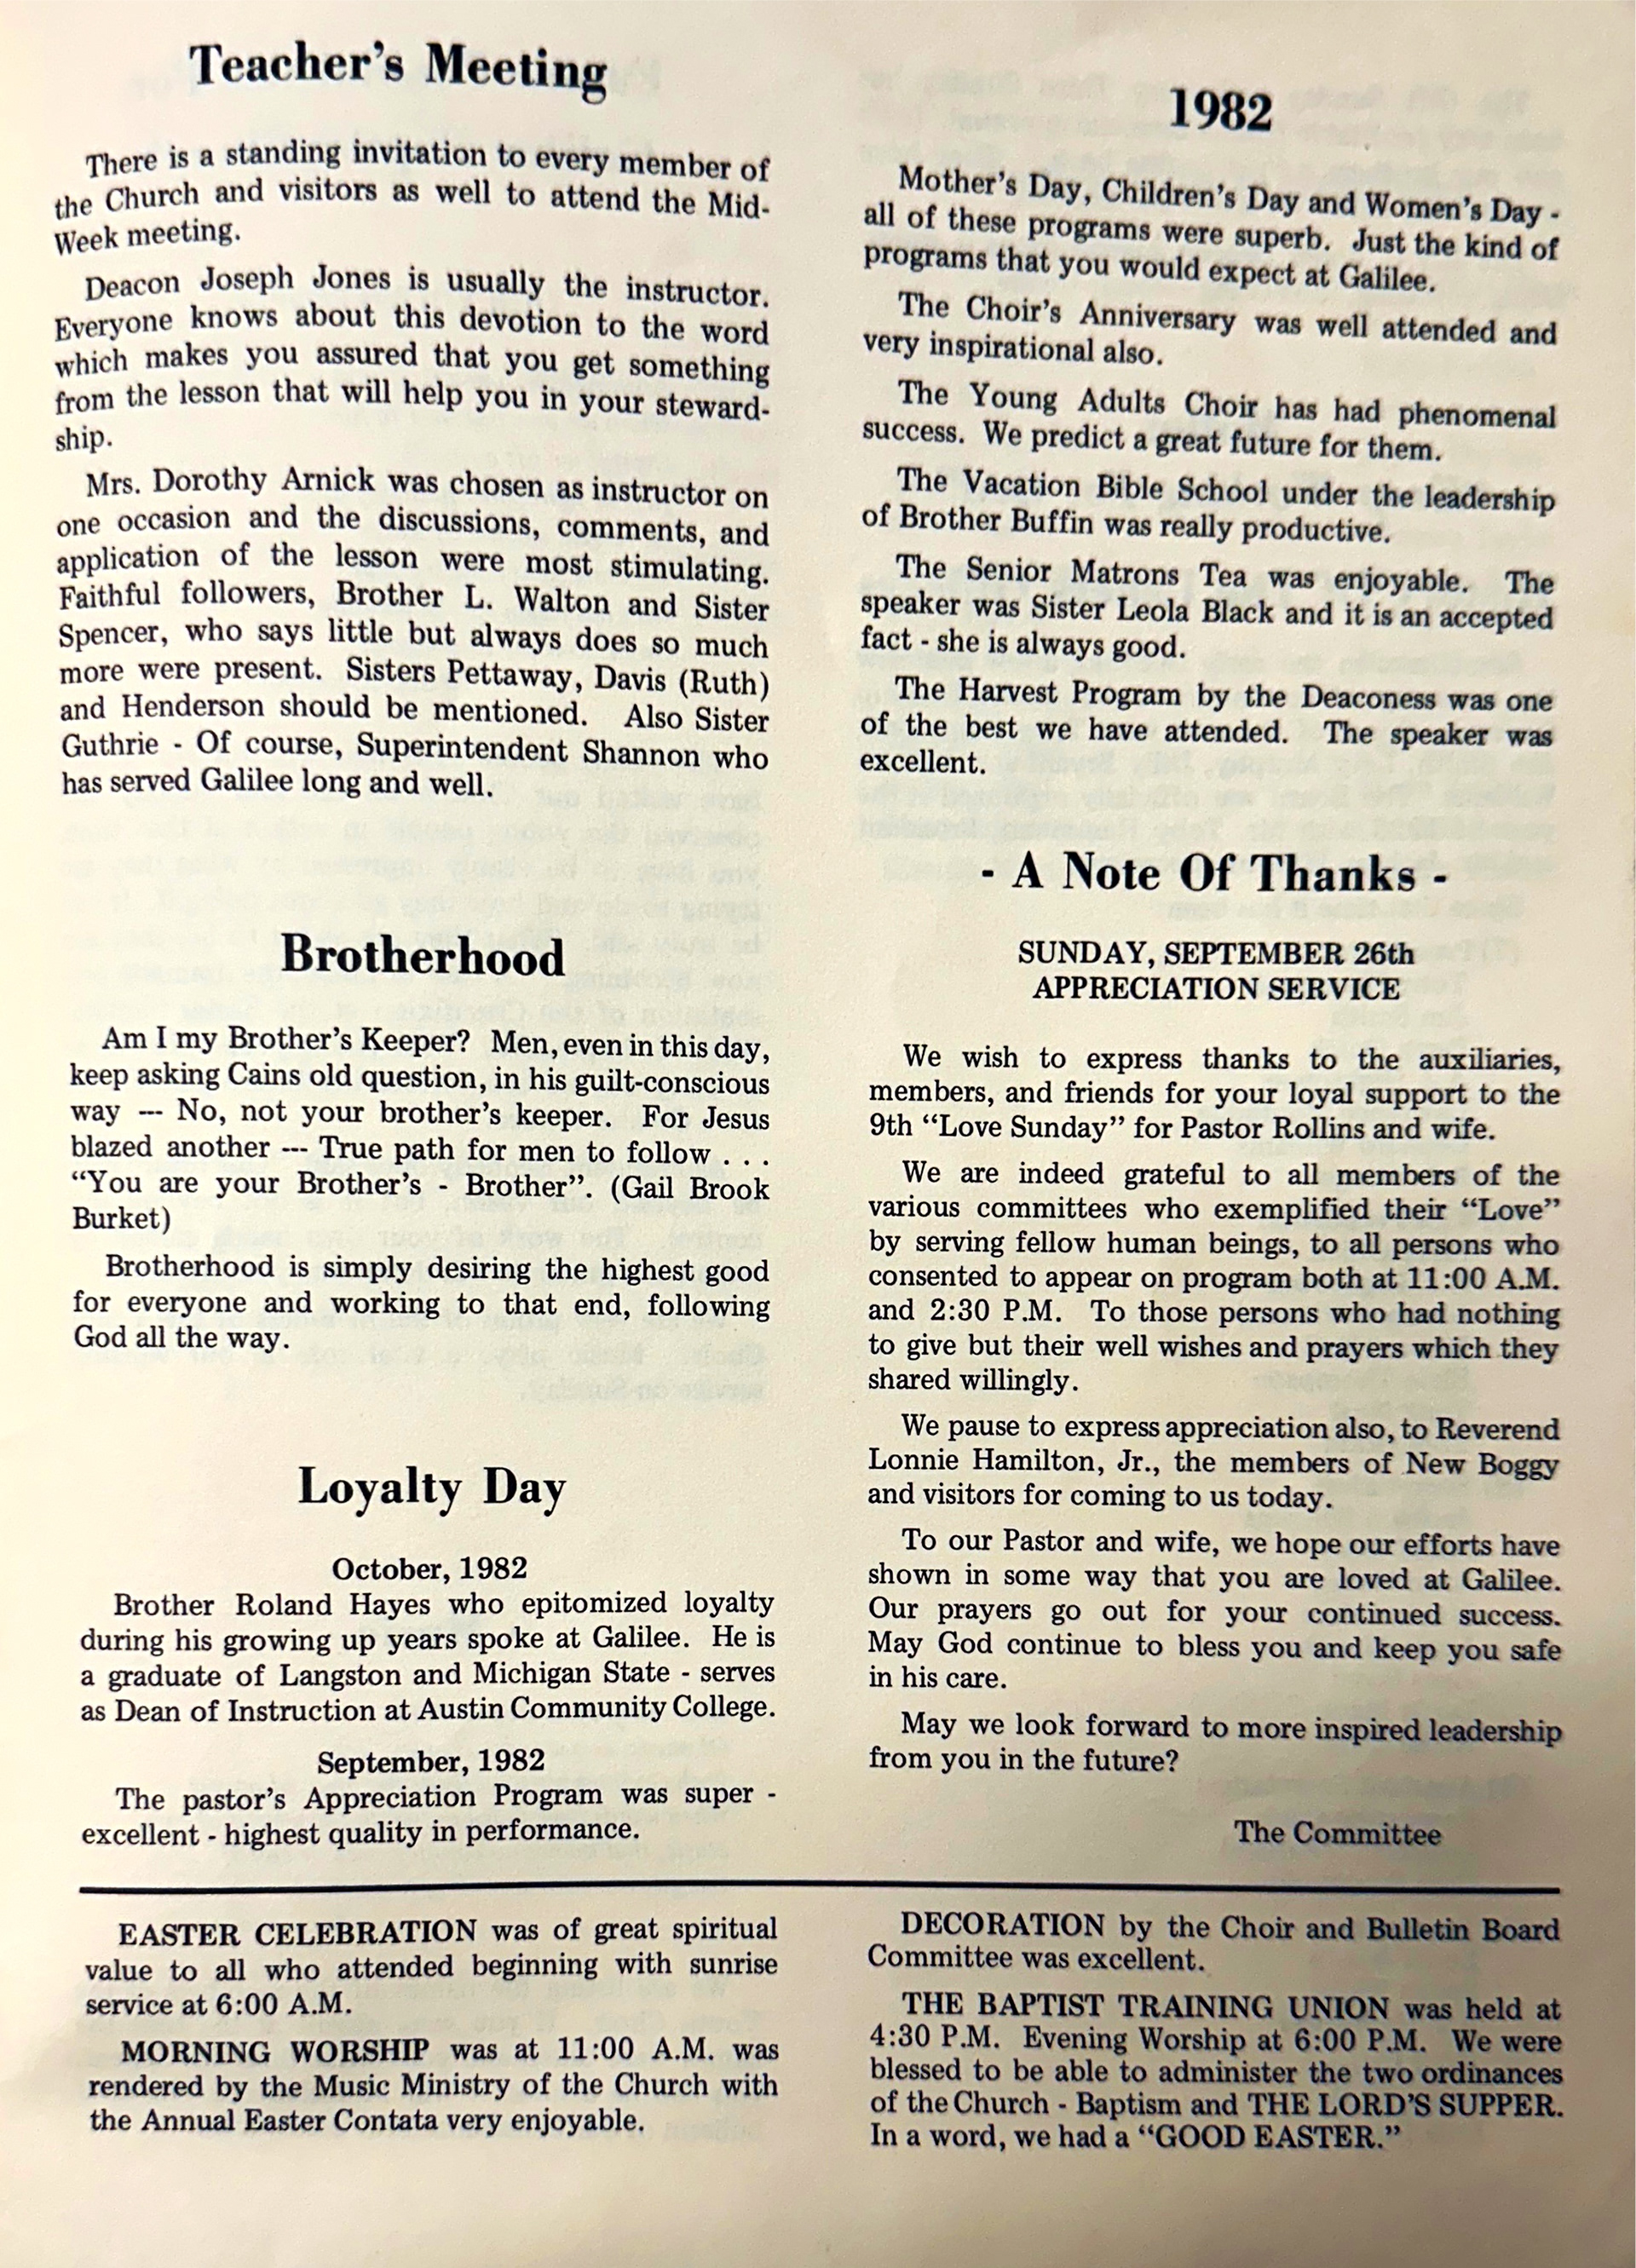 Teacher's Meeting
There is a standing invitation to every member of
the Church and visitors as well to attend the Mid-
Week meeting.
Deacon Joseph Jones is usually the instructor.
Everyone knows about this devotion to the word
which makes you assured that you get something
from the lesson that will help you in your steward-
ship.
Mrs. Dorothy Arnick was chosen as instructor on
one occasion and the discussions, comments, and
application of the lesson were most stimulating.
Faithful followers, Brother L. Walton and Sister
Spencer, who says little but always does so much
more were present. Sisters Pettaway, Davis (Ruth)
and Henderson should be mentioned. Also Sister
Guthrie - Of course, Superintendent Shannon who
has served Galilee long and well.
Brotherhood
Am I my Brother's Keeper? Men, even in this day,
keep asking Cains old question, in his guilt-conscious
way --- No, not your brother's keeper. For Jesus
blazed another --- True path for men to follow . . .
"You are your Brother's - Brother". (Gail Brook
Burket)
Brotherhood is simply desiring the highest good
for everyone and working to that end, following
God all the way.
Loyalty Day
October, 1982
Brother Roland Hayes who epitomized loyalty
during his growing up years spoke at Galilee. He is
a graduate of Langston and Michigan State - serves
as Dean of Instruction at Austin Community College.
September, 1982
The pastor's Appreciation Program was super -
excellent - highest quality in performance.
1982
Mother's Day, Children's Day and Women's Day -
all of these programs were superb. Just the kind of
programs that you would expect at Galilee.
The Choir's Anniversary was well attended and
very inspirational also.
The Young Adults Choir has had phenomenal
success. We predict a great future for them.
The Vacation Bible School under the leadership
of Brother Buffin was really productive.
The Senior Matrons Tea was enjoyable. The
speaker was Sister Leola Black and it is an accepted
fact - she is always good.
The Harvest Program by the Deaconess was one
of the best we have attended. The speaker was
excellent.
- A Note Of Thanks -
SUNDAY, SEPTEMBER 26th
APPRECIATION SERVICE
We wish to express thanks to the auxiliaries,
members, and friends for your loyal support to the
9th "Love Sunday" for Pastor Rollins and wife.
We are indeed grateful to all members of the
various committees who exemplified their "Love"
by serving fellow human beings, to all persons who
consented to appear on program both at 11:00 A.M.
and 2:30 P.M. To those persons who had nothing
to give but their well wishes and prayers which they
shared willingly.
We pause to express appreciation also, to Reverend
Lonnie Hamilton, Jr., the members of New Boggy
and visitors for coming to us today.
To our Pastor and wife, we hope our efforts have
shown in some way that you are loved at Galilee.
Our prayers go out for your continued success.
May God continue to bless you and keep you safe
in his care.
May we look forward to more inspired leadership
from you in the future?
The Committee
EASTER CELEBRATION was of great spiritual
value to all who attended beginning with sunrise
service at 6:00 A.M.
MORNING WORSHIP was at 11:00 A.M. was
rendered by the Music Ministry of the Church with
the Annual Easter Contata very enjoyable.
DECORATION by the Choir and Bulletin Board
Committee was excellent.
THE BAPTIST TRAINING UNION was held at
4:30 P.M. Evening Worship at 6:00 P.M. We were
blessed to be able to administer the two ordinances
of the Church - Baptism and THE LORD'S SUPPER.
In a word, we had a "GOOD EASTER."